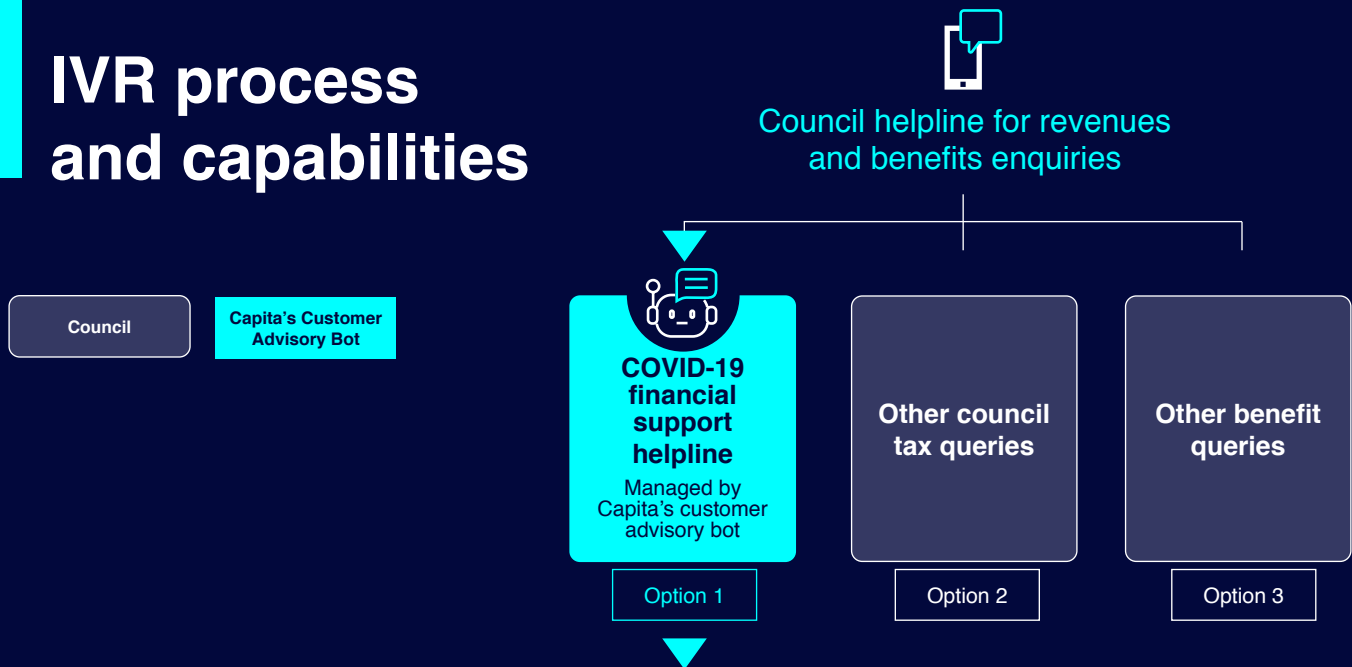 IVR process
and capabilities
Council helpline for revenues
and benefits enquiries
Council
Capita’s Customer
Advisory Bot
COVID-19
financial
support
helpline
Managed by
Capita’s customer
advisory bot
Option 1
Other council
tax queries
Option 2
Other benefit
queries
Option 3